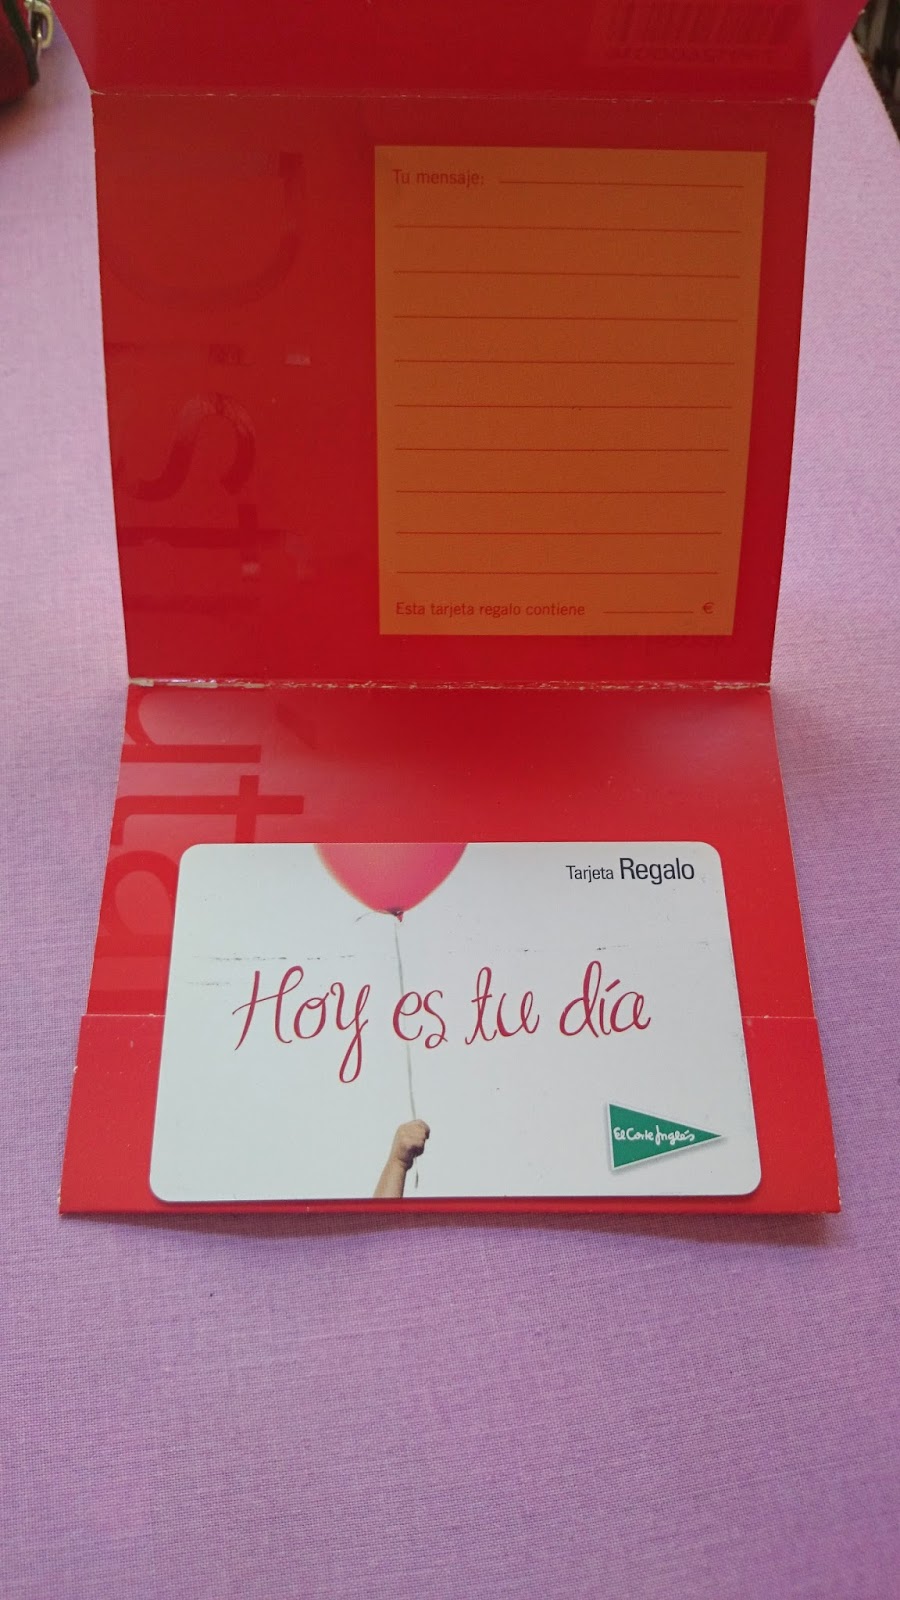 Tu mensaje:
Esta tarjeta regalo contiene €
Tarjeta Regalo
Hoy es tu día
El Corte Inglés